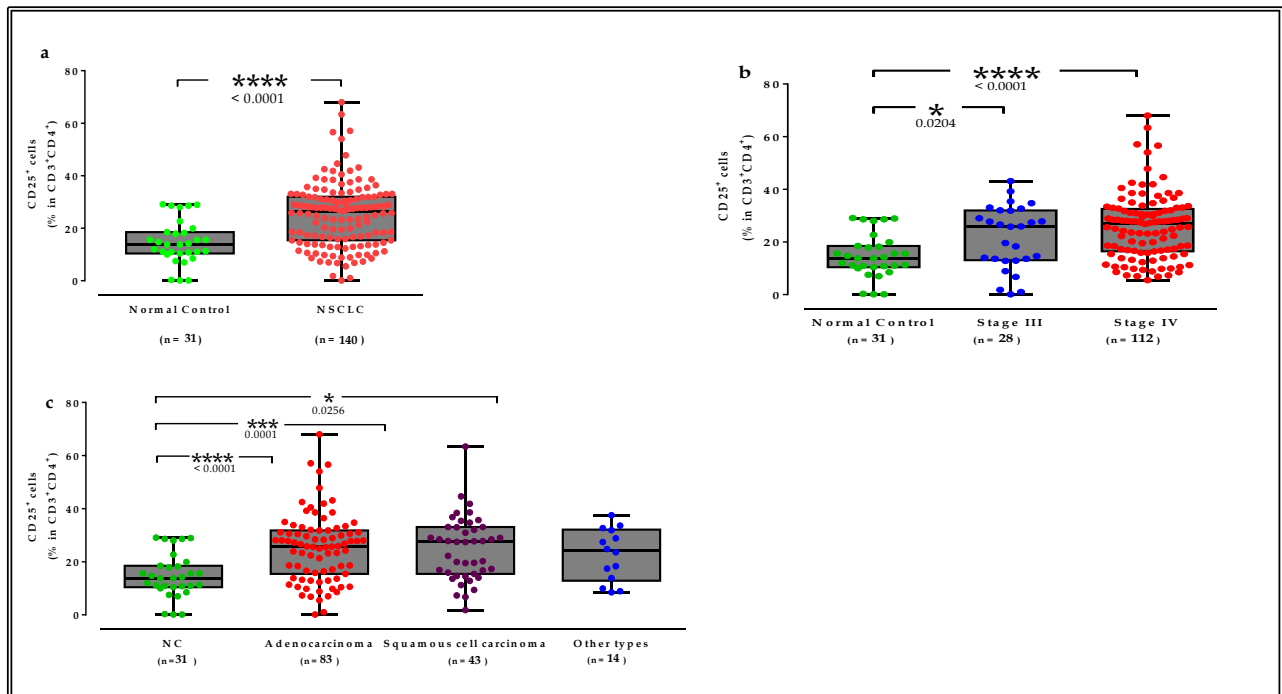 a
80
60
40
20
0
CD25⁺ cells
(% in CD3⁺CD4⁺)
****
< 0.0001
Normal Control
NSCLC
(n = 31)
(n = 140)
b
80
60
40
20
0
CD25⁺ cells
(% in CD3⁺CD4⁺)
****
< 0.0001
*
0.0204
Normal Control
Stage III
Stage IV
(n = 31)
(n = 28)
(n = 112)
c
80
60
40
20
0
CD25⁺ cells
(% in CD3⁺CD4⁺)
*
0.0256
***
0.0001
****
< 0.0001
NC
Adenocarcinoma
Squamous cell carcinoma
Other types
(n=31)
(n= 83)
(n = 43)
(n = 14)